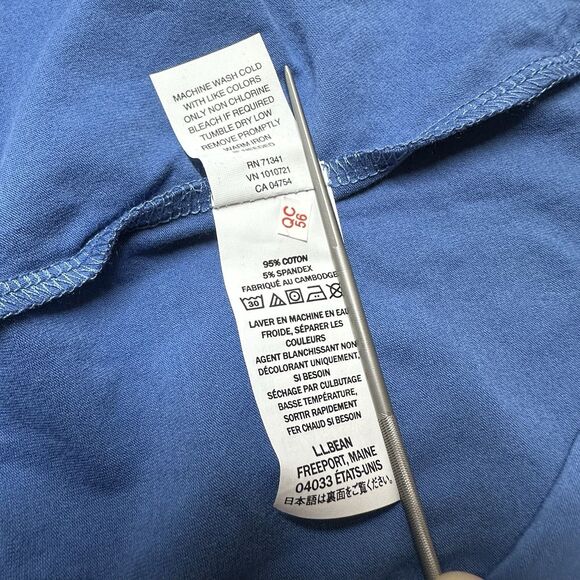 MACHINE WASH COLD
WITH LIKE COLORS
ONLY NON CHLORINE
BLEACH IF REQUIRED
TUMBLE DRY LOW
REMOVE PROMPTLY
WARM IRON
RN 71341
VN 1010721
CA 04754
QC
56
95% COTON
5% SPANDEX
FABRIQUÉ AU CAMBODGE
30
LAVER EN MACHINE EN EAU
FROIDE, SÉPARER LES
COULEURS
AGENT BLANCHISSANT NON
DÉCOLORANT UNIQUEMENT,
SI BESOIN
SÉCHAGE PAR CULBUTAGE
BASSE TEMPÉRATURE,
SORTIR RAPIDEMENT
FER CHAUD SI BESOIN
L.L.BEAN
FREEPORT, MAINE
04033 ÉTATS-UNIS
日本語は裏面をご覧ください。